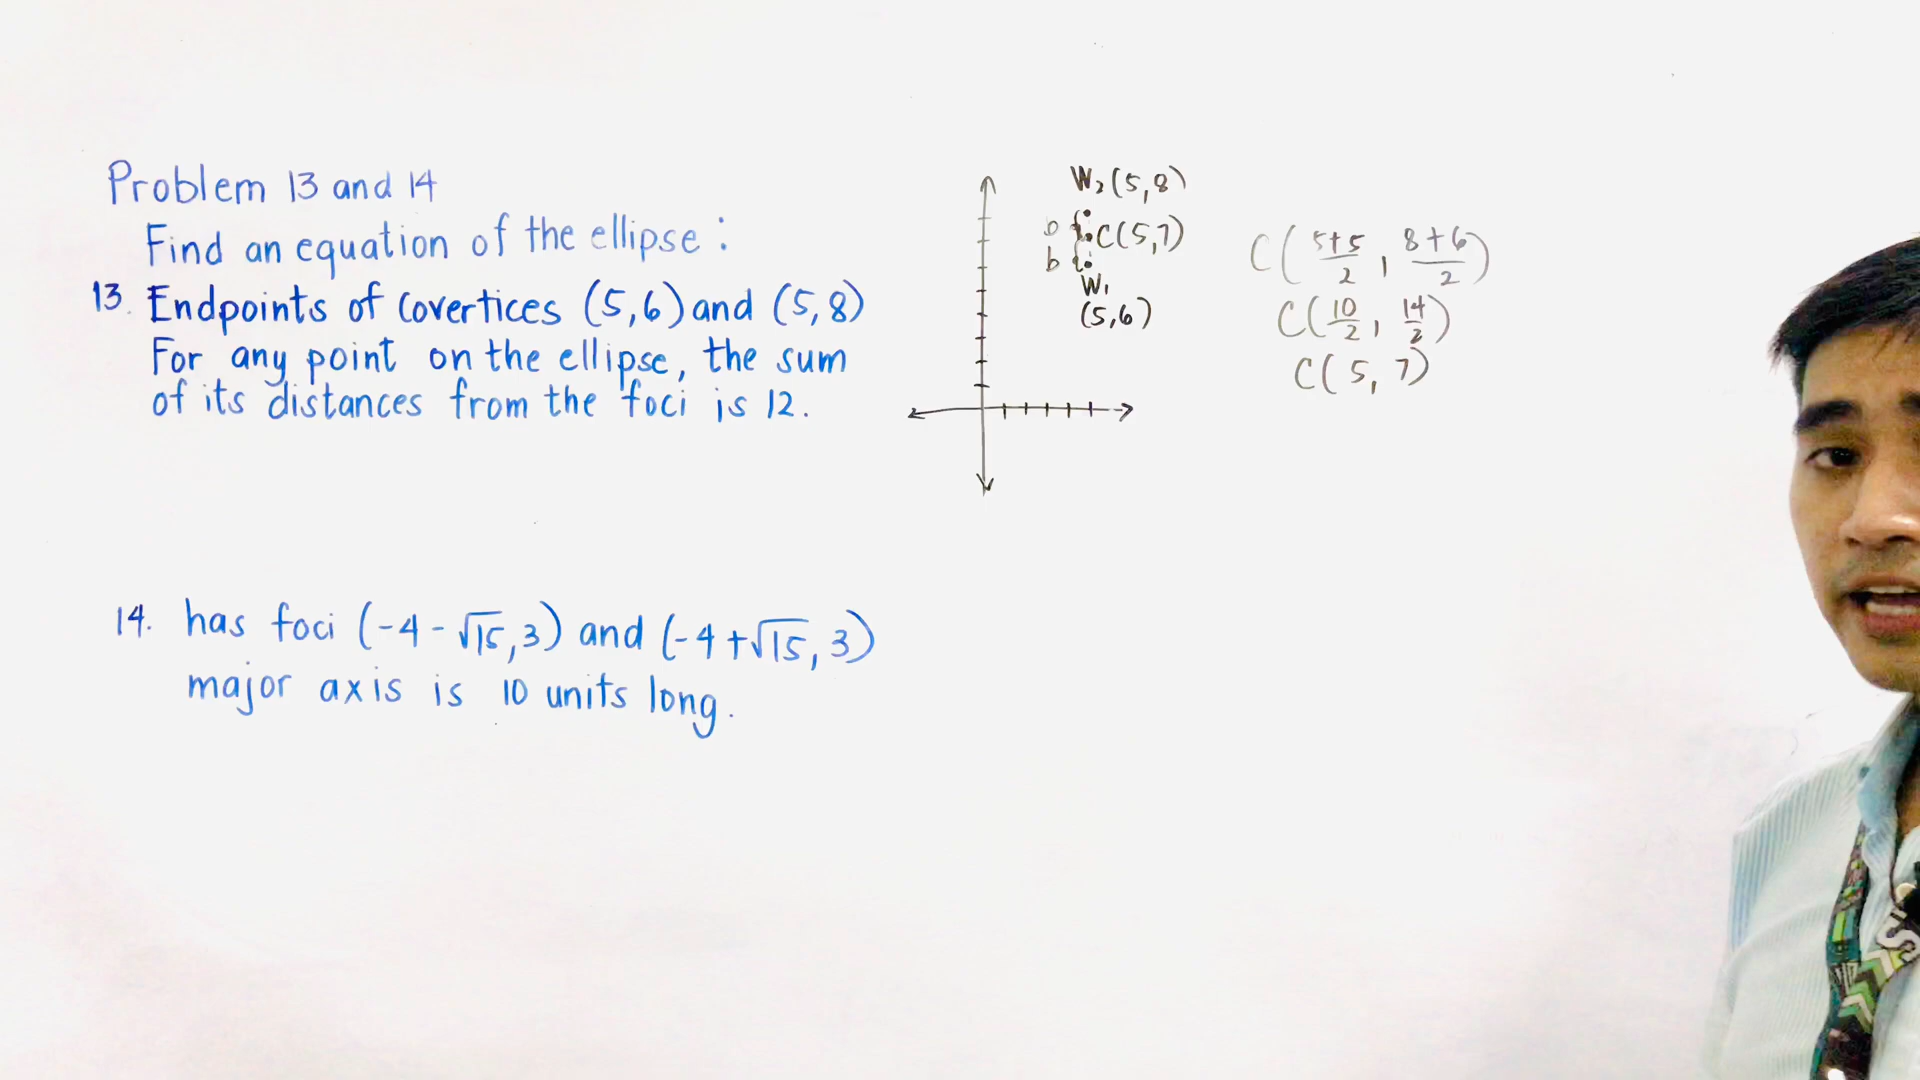 Problem 13 and 14
Find an equation of the ellipse:
13. Endpoints of covertices (5,6) and (5,8)
For any point on the ellipse, the sum
of its distances from the foci is 12.
14. has foci (-4-√15,3) and (-4+√15,3)
major axis is 10 units long.
W₂(5,8)
b C(5,7)
b
W₁
(5,6)
C(5+5/2, 8+6/2)
C(10/2, 14/2)
C(5,7)